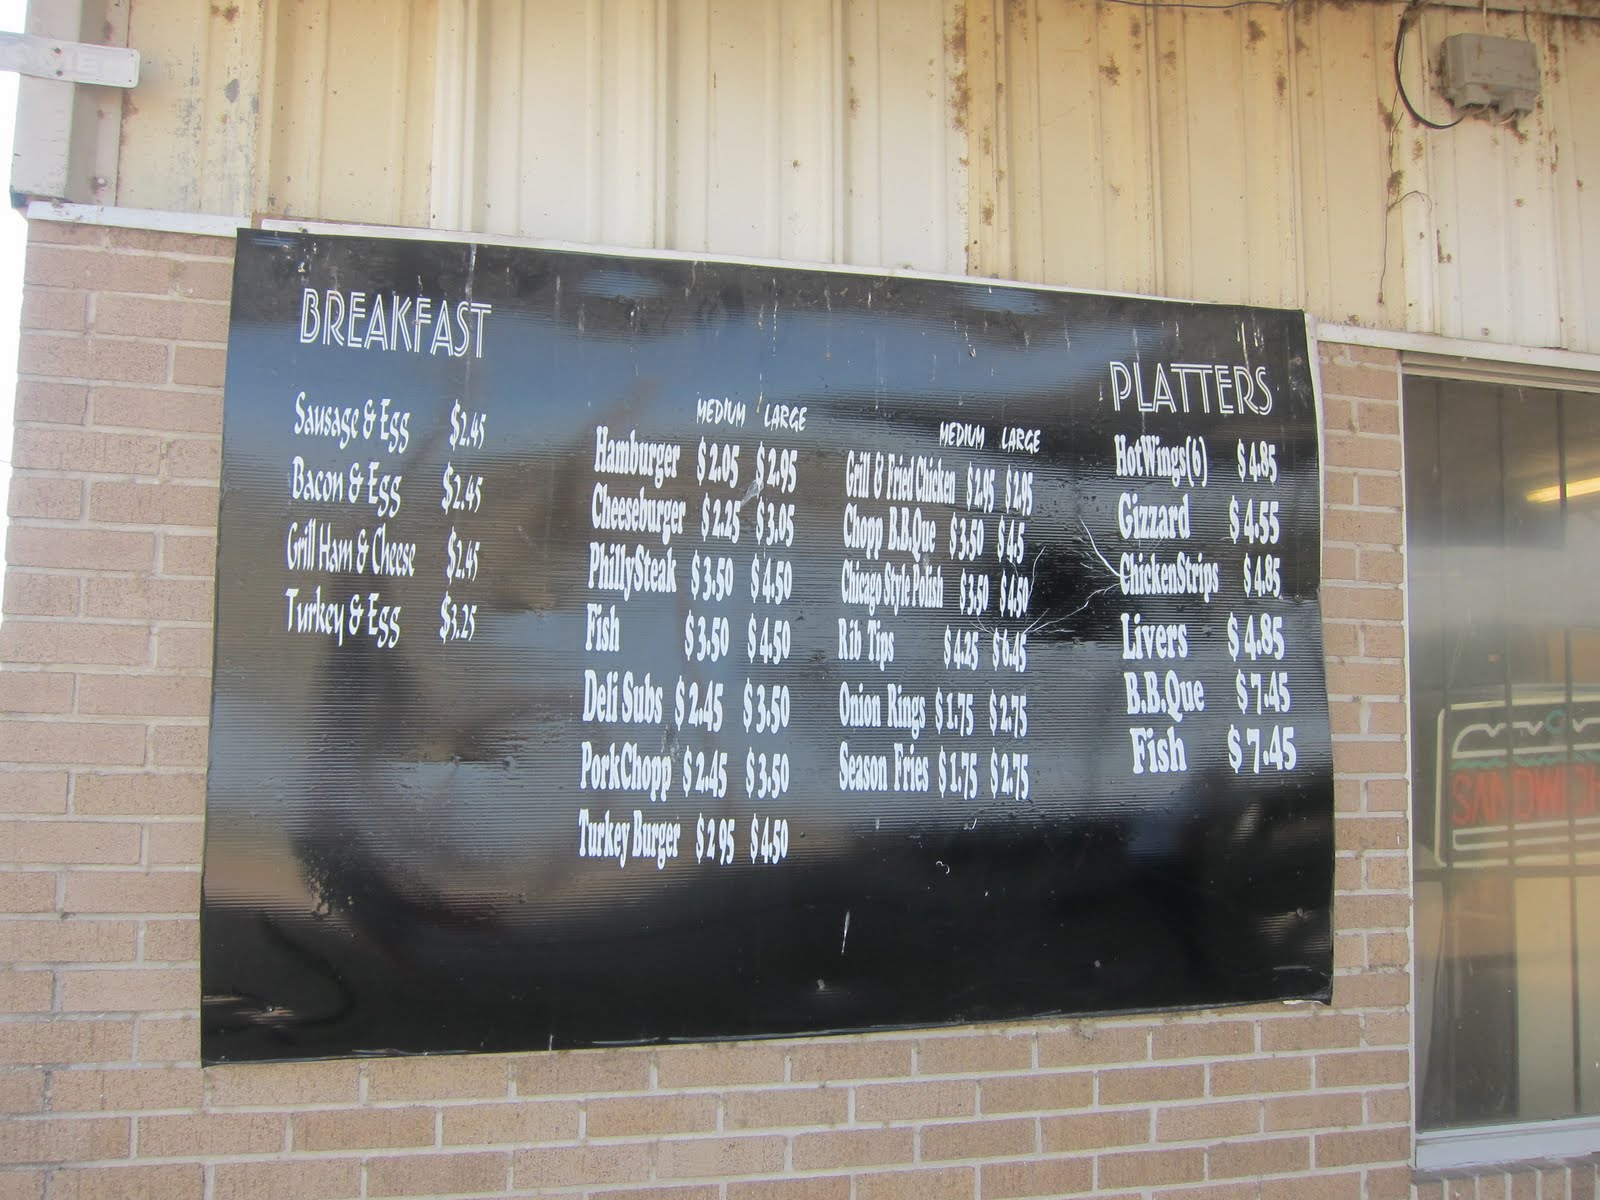 BREAKFAST
Sausage & Egg $2.45
Bacon & Egg $2.45
Grill Ham & Cheese $2.45
Turkey & Egg $3.25
MEDIUM LARGE
Hamburger $2.05 $2.95
Cheeseburger $2.25 $3.05
PhillySteak $3.50 $4.50
Fish $3.50 $4.50
Deli Subs $2.45 $3.50
PorkChopp $2.45 $3.50
Turkey Burger $2 95 $4.50
MEDIUM LARGE
Grill & Fried Chicken $2.95 $2.95
Chopp B.B.Que $3.50 $4.5
Chicago Style Polish $3.50 $4.50
Rib Tips $4.25 $6.45
Onion Rings $1.75 $2.75
Season Fries $1.75 $2.75
PLATTERS
HotWings(6) $4.85
Gizzard $4.55
ChickenStrips $4.85
Livers $4.85
B.B.Que $7.45
Fish $7.45